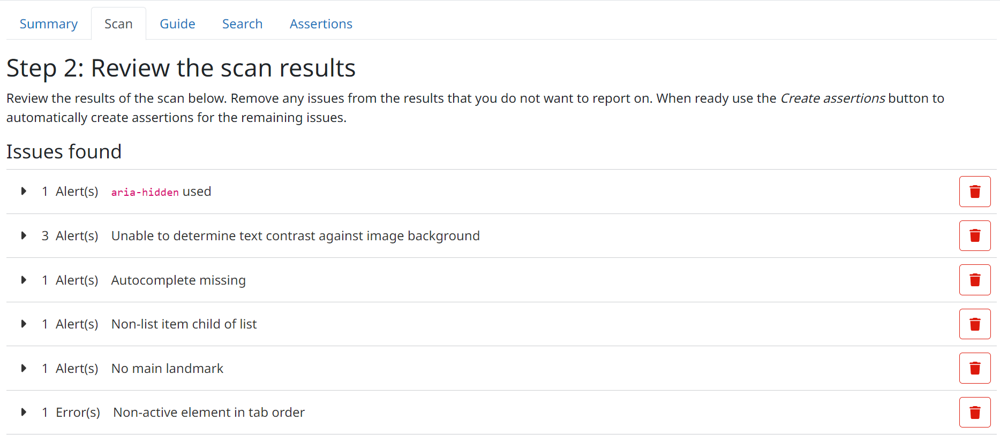 Summary Scan Guide Search Assertions
Step 2: Review the scan results
Review the results of the scan below. Remove any issues from the results that you do not want to report on. When ready use the Create assertions button to
automatically create assertions for the remaining issues.
Issues found
1 Alert(s) aria-hidden used
3 Alert(s) Unable to determine text contrast against image background
1 Alert(s) Autocomplete missing
1 Alert(s) Non-list item child of list
1 Alert(s) No main landmark
1 Error(s) Non-active element in tab order